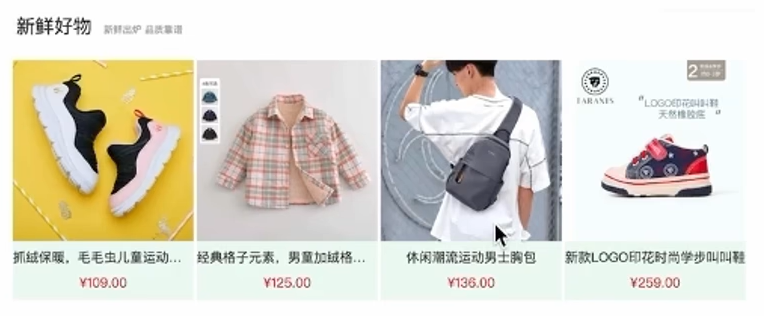 新鲜好物 新鲜出炉 品质靠谱
TARANIS
2
LOGO印花叫叫鞋
天然橡胶底
抓绒保暖，毛毛虫儿童运动...
¥109.00
经典格子元素，男童加绒格...
¥125.00
休闲潮流运动男士胸包
¥136.00
新款LOGO印花时尚学步叫叫鞋
¥259.00